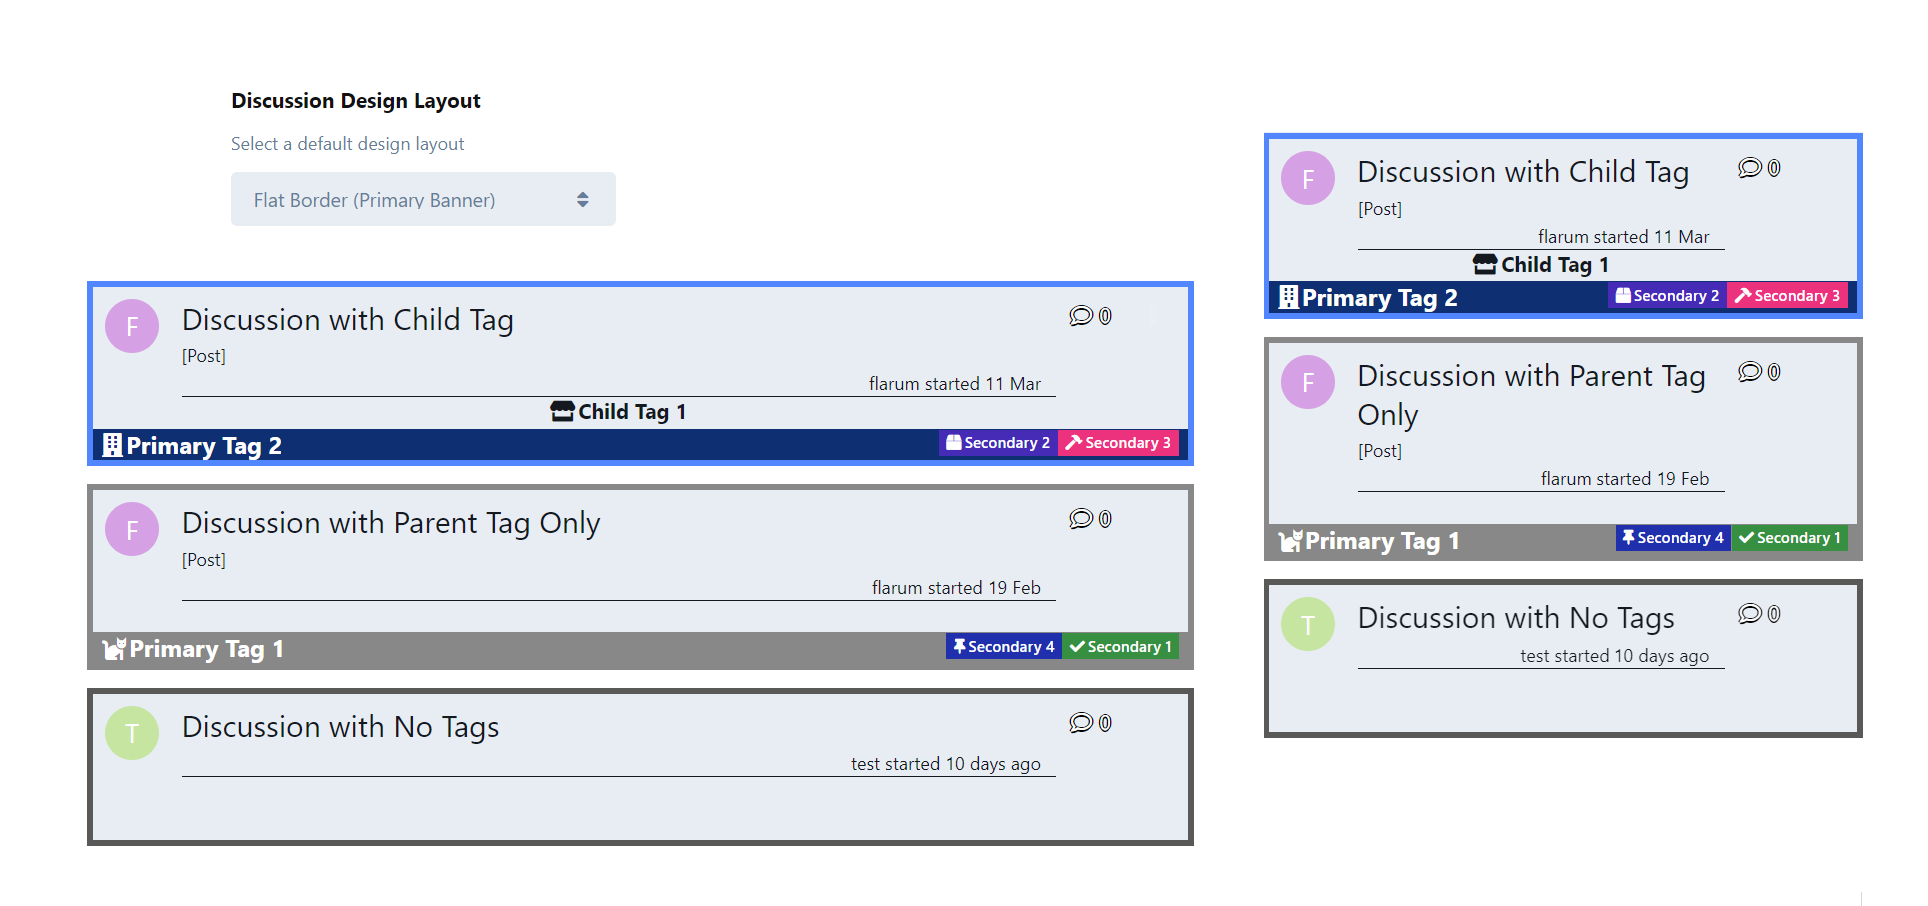 Discussion Design Layout
Select a default design layout
Flat Border (Primary Banner)
F
Discussion with Child Tag
0
[Post]
flarum started 11 Mar
Child Tag 1
Primary Tag 2
Secondary 2
Secondary 3
F
Discussion with Parent Tag Only
0
[Post]
flarum started 19 Feb
Primary Tag 1
Secondary 4
Secondary 1
T
Discussion with No Tags
0
test started 10 days ago
F
Discussion with Child Tag
0
[Post]
flarum started 11 Mar
Child Tag 1
Primary Tag 2
Secondary 2
Secondary 3
F
Discussion with Parent Tag
Only
0
[Post]
flarum started 19 Feb
Primary Tag 1
Secondary 4
Secondary 1
T
Discussion with No Tags
0
test started 10 days ago